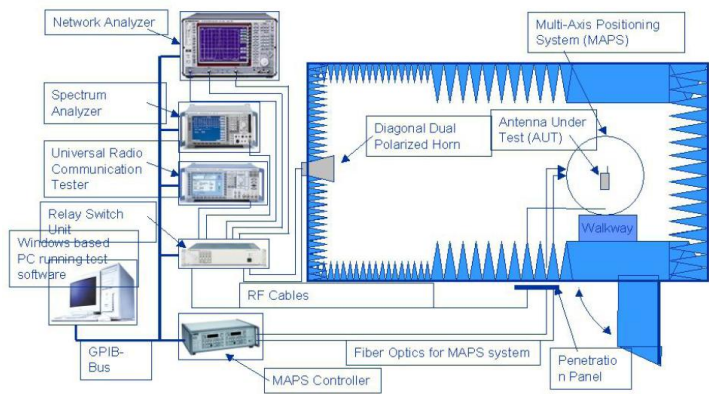 Network Analyzer
Multi-Axis Positioning
System (MAPS)
Spectrum
Analyzer
Diagonal Dual
Polarized Horn
Antenna Under
Test (AUT)
Universal Radio
Communication
Tester
Relay Switch
Unit
Windows based
PC running test
software
Walkway
RF Cables
GPIB-
Bus
Fiber Optics for MAPS system
Penetratio
n Panel
MAPS Controller